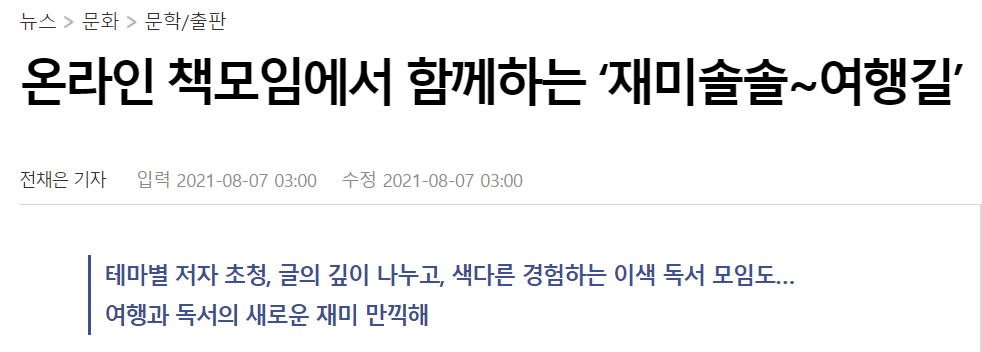 뉴스 > 문화 > 문학/출판
온라인 책모임에서 함께하는 ‘재미솔솔~여행길’
전채은 기자 입력 2021-08-07 03:00 수정 2021-08-07 03:00
테마별 저자 초청, 글의 깊이 나누고, 색다른 경험하는 이색 독서 모임도…
여행과 독서의 새로운 재미 만끽해